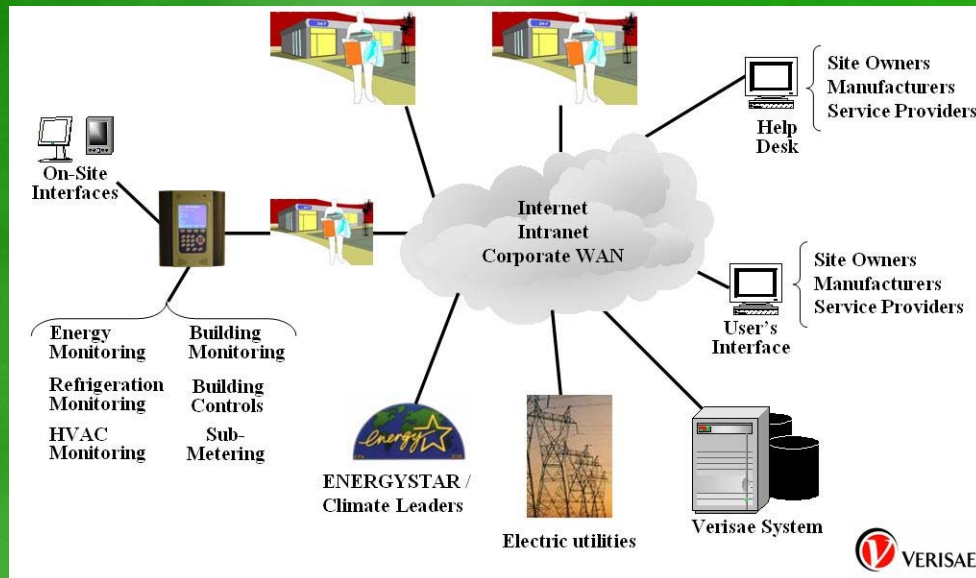 Site Owners
Manufacturers
Service Providers
Help
Desk
On-Site
Interfaces
Internet
Intranet
Corporate WAN
Site Owners
Manufacturers
Service Providers
User's
Interface
Energy
Monitoring
Building
Monitoring
Refrigeration
Monitoring
Building
Controls
HVAC
Monitoring
Sub-
Metering
energy
ENERGYSTAR /
Climate Leaders
Electric utilities
Verisae System
VERISAE